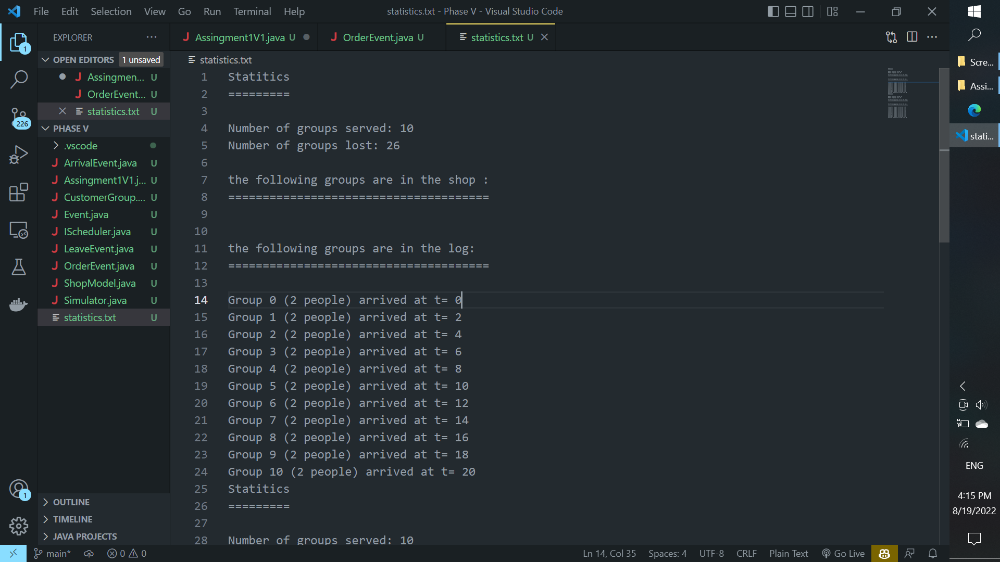 File Edit Selection View Go Run Terminal Help
statistics.txt - Phase V - Visual Studio Code
EXPLORER
OPEN EDITORS 1 unsaved
Assingmen... U
OrderEvent... U
statistics.txt U
PHASE V
.vscode
ArrivalEvent.java U
Assingment1V1.j... U
CustomerGroup.... U
Event.java U
IScheduler.java U
LeaveEvent.java U
OrderEvent.java U
ShopModel.java U
Simulator.java U
statistics.txt U
OUTLINE
TIMELINE
JAVA PROJECTS
1
226
1
Assingment1V1.java U
OrderEvent.java U
statistics.txt U
statistics.txt
1 Statitics
2 =========
3
4 Number of groups served: 10
5 Number of groups lost: 26
6
7 the following groups are in the shop :
8 ======================================
9
10
11 the following groups are in the log:
12 ======================================
13
14 Group 0 (2 people) arrived at t= 0
15 Group 1 (2 people) arrived at t= 2
16 Group 2 (2 people) arrived at t= 4
17 Group 3 (2 people) arrived at t= 6
18 Group 4 (2 people) arrived at t= 8
19 Group 5 (2 people) arrived at t= 10
20 Group 6 (2 people) arrived at t= 12
21 Group 7 (2 people) arrived at t= 14
22 Group 8 (2 people) arrived at t= 16
23 Group 9 (2 people) arrived at t= 18
24 Group 10 (2 people) arrived at t= 20
25 Statitics
26 =========
27
28 Number of groups served: 10
main* 0 0
Ln 14, Col 35 Spaces: 4 UTF-8 CRLF Plain Text Go Live
Scre...
Assi...
stati...
ENG
4:15 PM
8/19/2022